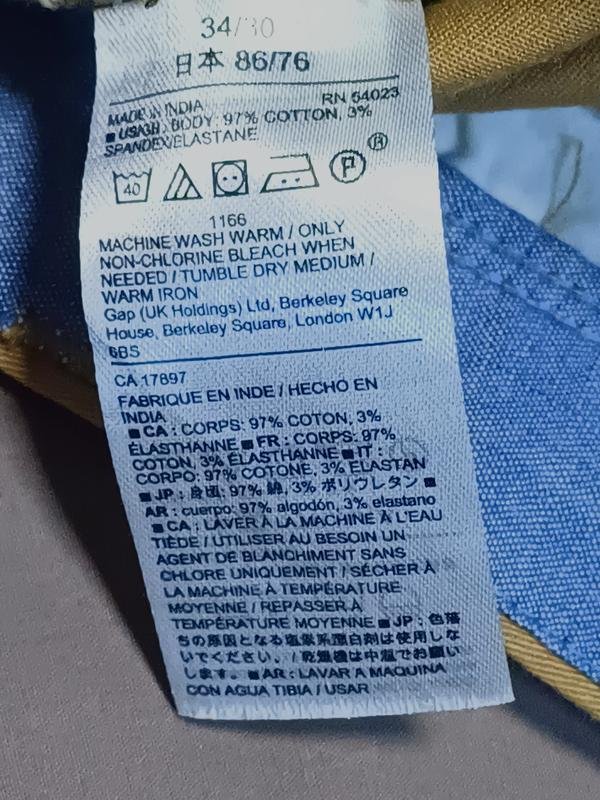 34/30
日本 86/76
MADE IN INDIA RN 54023
■ US/GB: BODY: 97% COTTON, 3%
SPANDEX/ELASTANE
40 P ®
1166
MACHINE WASH WARM / ONLY
NON-CHLORINE BLEACH WHEN
NEEDED / TUMBLE DRY MEDIUM /
WARM IRON
Gap (UK Holdings) Ltd, Berkeley Square
House, Berkeley Square, London W1J
6BS
CA 17897
FABRIQUE EN INDE / HECHO EN
INDIA
■ CA : CORPS: 97% COTON, 3%
ÉLASTHANNE ■ FR : CORPS: 97%
COTON, 3% ÉLASTHANNE ■ IT :
CORPO: 97% COTONE, 3% ELASTAN
■ JP : 身頃: 97% 綿, 3% ポリウレタン ■
AR : cuerpo: 97% algodón, 3% elastano
■ CA : LAVER À LA MACHINE À L'EAU
TIÈDE / UTILISER AU BESOIN UN
AGENT DE BLANCHIMENT SANS
CHLORE UNIQUEMENT / SÉCHER À
LA MACHINE À TEMPÉRATURE
MOYENNE / REPASSER À
TEMPÉRATURE MOYENNE ■ JP : 色落
ちの原因となる塩素系漂白剤は使用しな
いでください。/ 乾燥機は中温でお願い
します。 ■ AR : LAVAR A MAQUINA
CON AGUA TIBIA / USAR